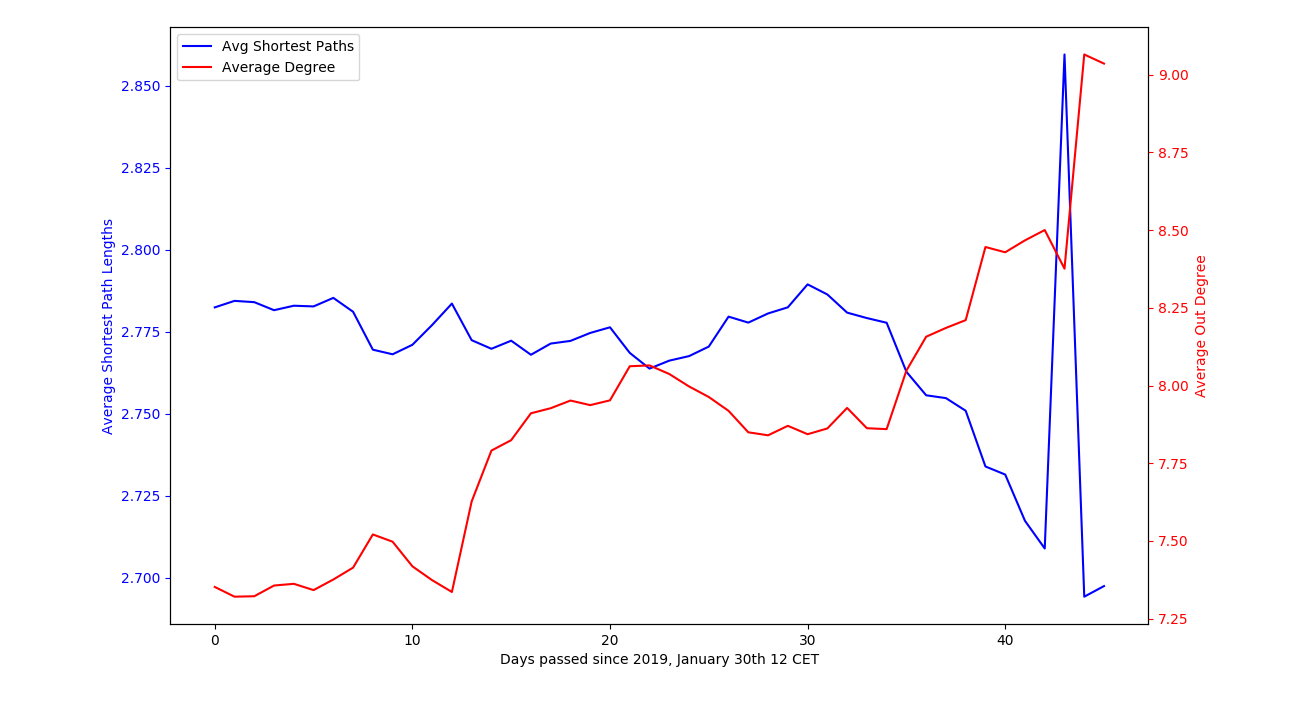 Avg Shortest Paths
Average Degree
2.850
2.825
2.800
2.775
2.750
2.725
2.700
Average Shortest Path Lengths
9.00
8.75
8.50
8.25
8.00
7.75
7.50
7.25
Average Out Degree
0 10 20 30 40
Days passed since 2019, January 30th 12 CET